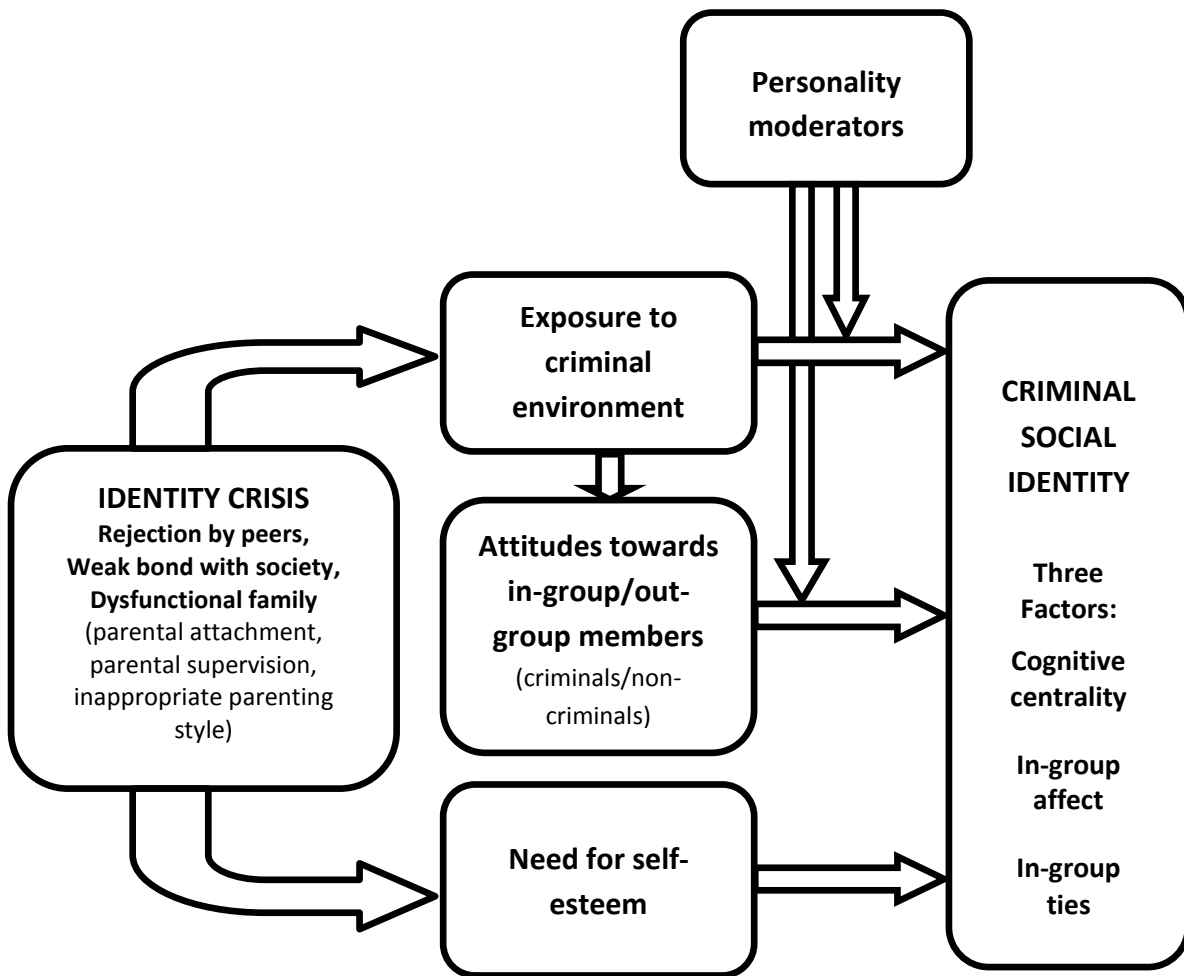 Personality
moderators
Exposure to
criminal
environment
IDENTITY CRISIS
Rejection by peers,
Weak bond with society,
Dysfunctional family
(parental attachment,
parental supervision,
inappropriate parenting
style)
Attitudes towards
in-group/out-
group members
(criminals/non-
criminals)
Need for self-
esteem
CRIMINAL
SOCIAL
IDENTITY
Three
Factors:
Cognitive
centrality
In-group
affect
In-group
ties